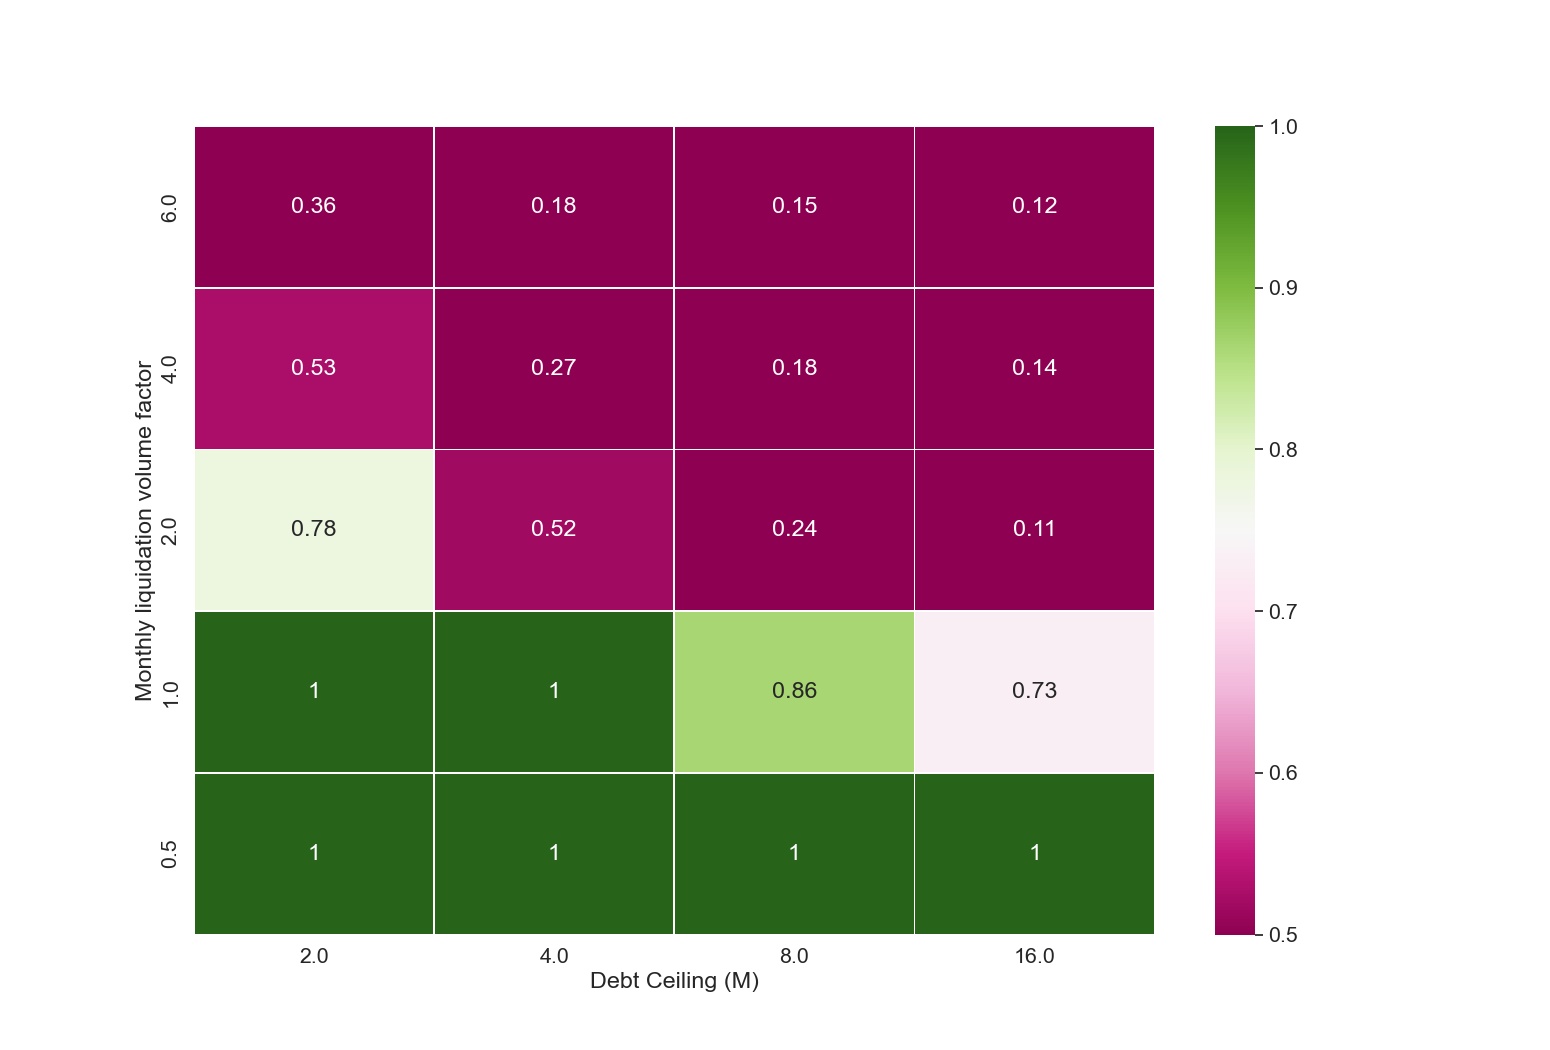 1.0
6.0 0.36 0.18 0.15 0.12
0.9
4.0 0.53 0.27 0.18 0.14
0.8
Monthly liquidation volume factor
2.0 0.78 0.52 0.24 0.11
0.7
1.0 1 1 0.86 0.73
0.6
0.5 1 1 1 1
0.5
2.0 4.0 8.0 16.0
Debt Ceiling (M)